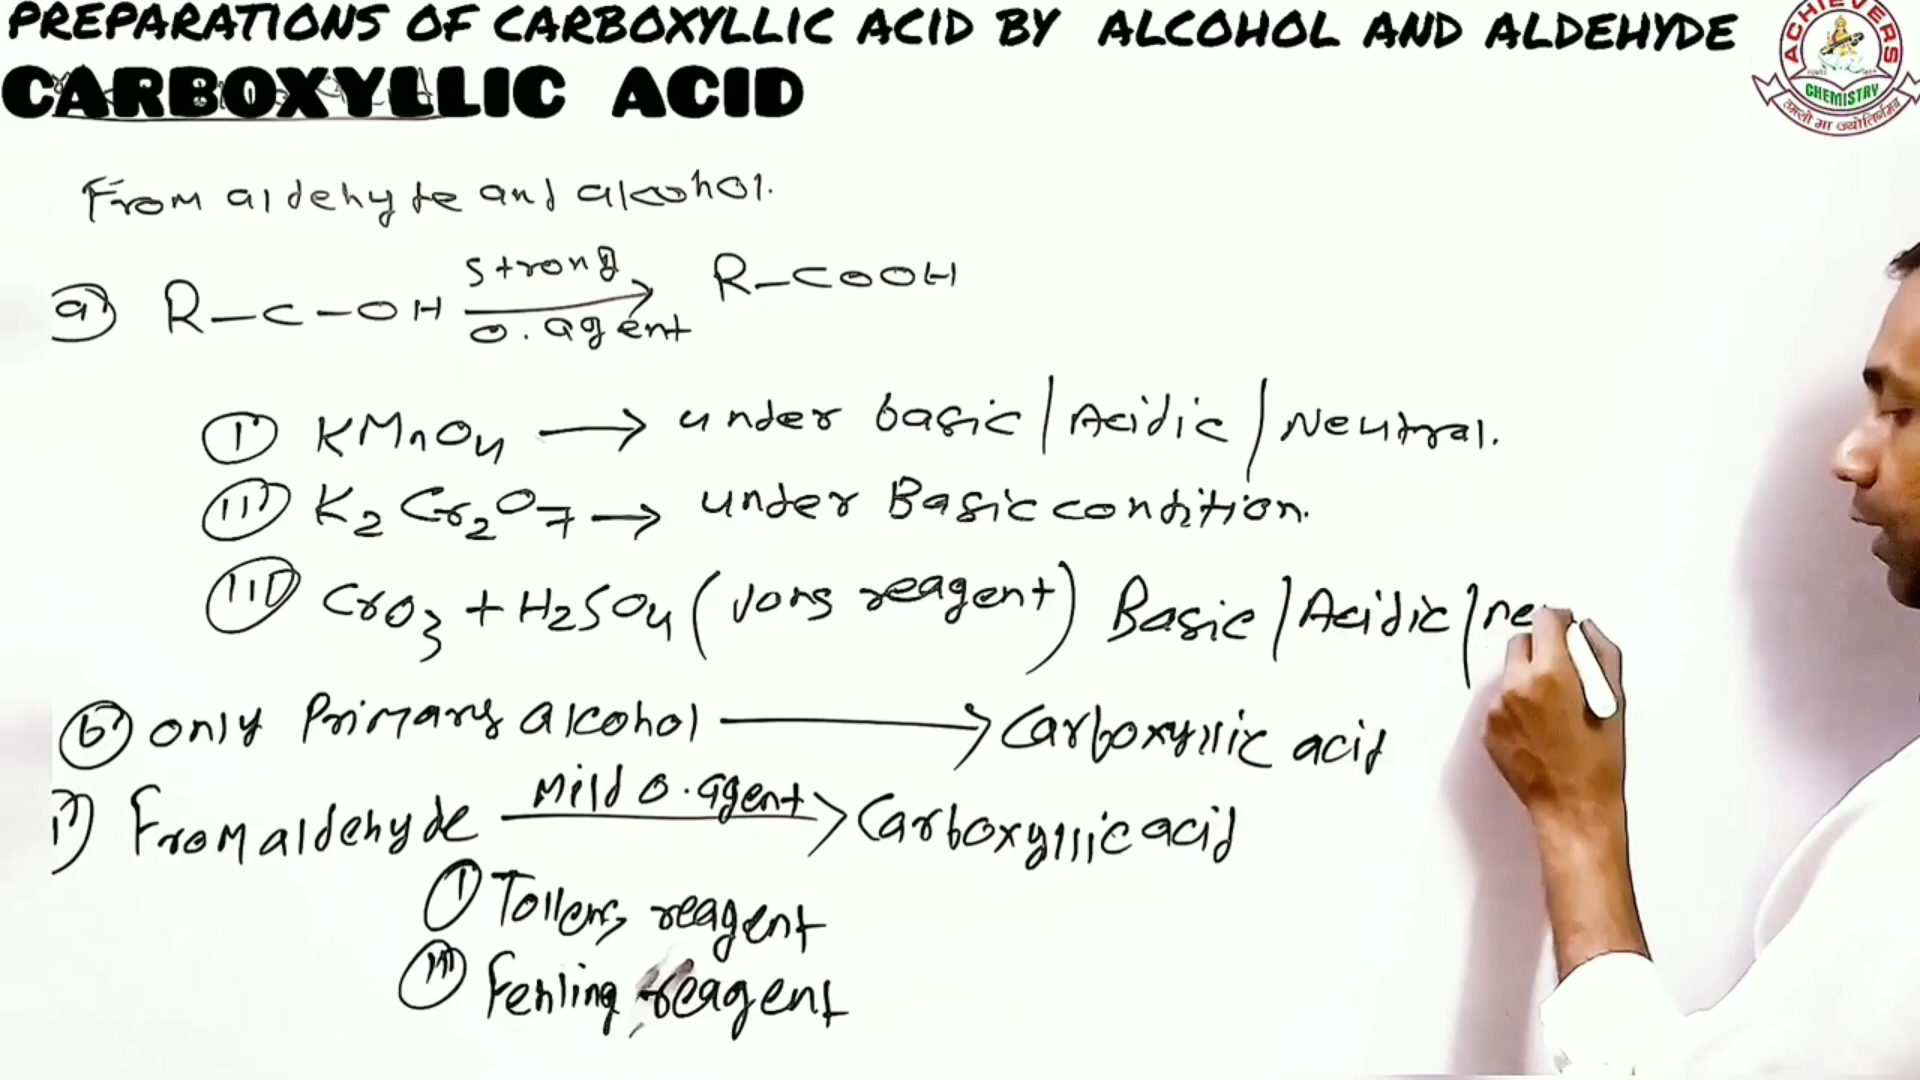 PREPARATIONS OF CARBOXYLLIC ACID BY ALCOHOL AND ALDEHYDE
CARBOXYLLIC ACID
ACHIEVERS
CHEMISTRY
तमसो मा ज्योतिर्गमय
From aldehyde and alcohol.
a) R-C-OH strong o.agent R-COOH
i) KMnO4 → under basic/Acidic/Neutral.
ii) K2Cr2O7 → under Basic condition.
iii) CrO3 + H2SO4 (Jons reagent) Basic/Acidic/ne
b) only Primary alcohol → Carboxyllic acid
From aldehyde Mild o.agent → Carboxyllic acid
i) Tollens reagent
ii) Fehling reagent